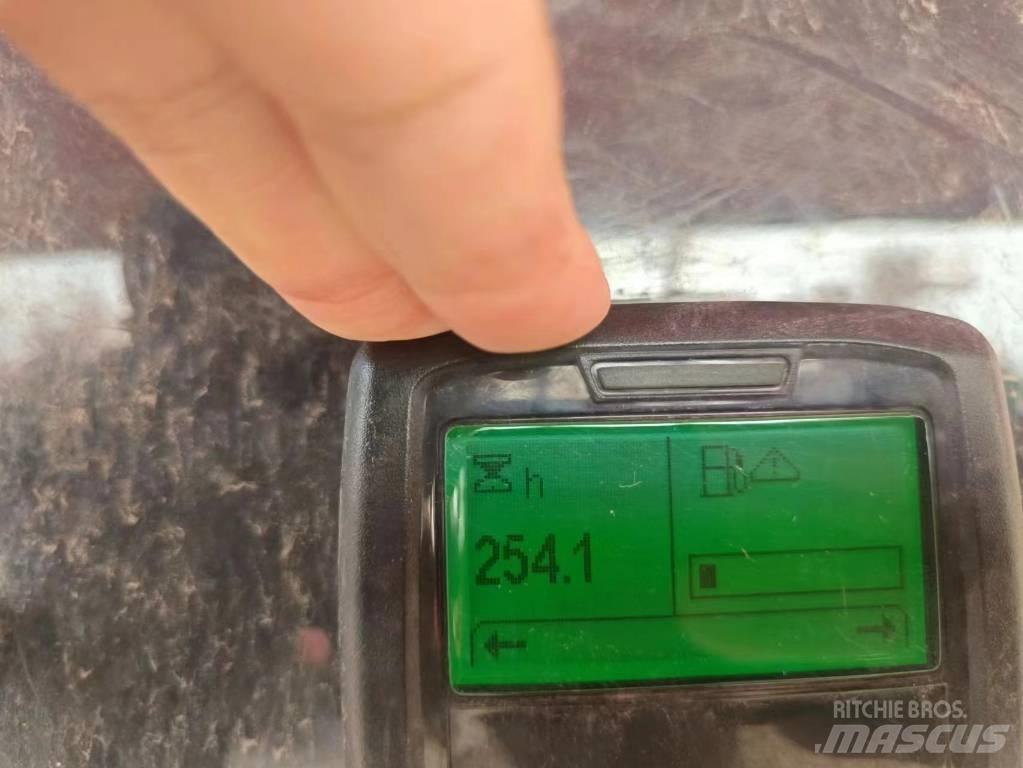 h
254.1
RITCHIE BROS.
MASCUS